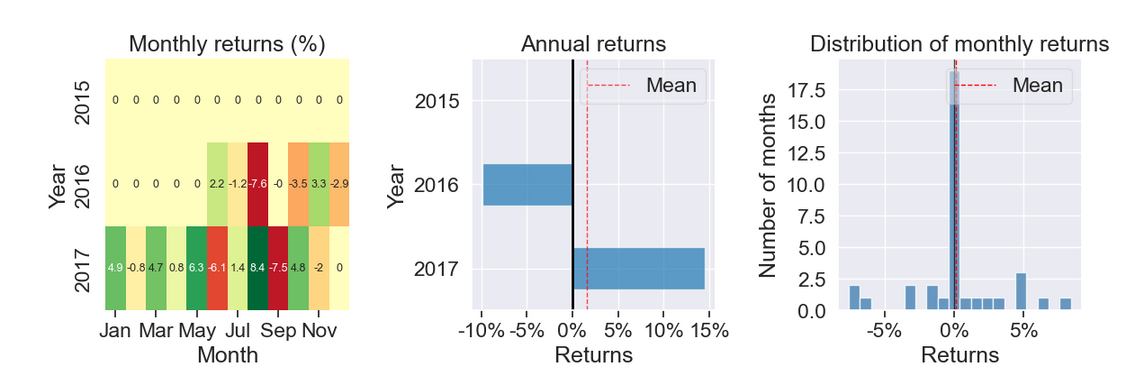 Monthly returns (%)
Year
2015
0 0 0 0 0 0 0 0 0 0 0 0
2016
0 0 0 0 0 2.2 -1.2 -7.6 -0 -3.5 3.3 -2.9
2017
4.9 -0.8 4.7 0.8 6.3 -6.1 1.4 8.4 -7.5 4.8 -2 0
Jan Mar May Jul Sep Nov
Month
Annual returns
Mean
Year
2015
2016
2017
-10% -5% 0% 5% 10% 15%
Returns
Distribution of monthly returns
Mean
Number of months
17.5
15.0
12.5
10.0
7.5
5.0
2.5
0.0
-5% 0% 5%
Returns